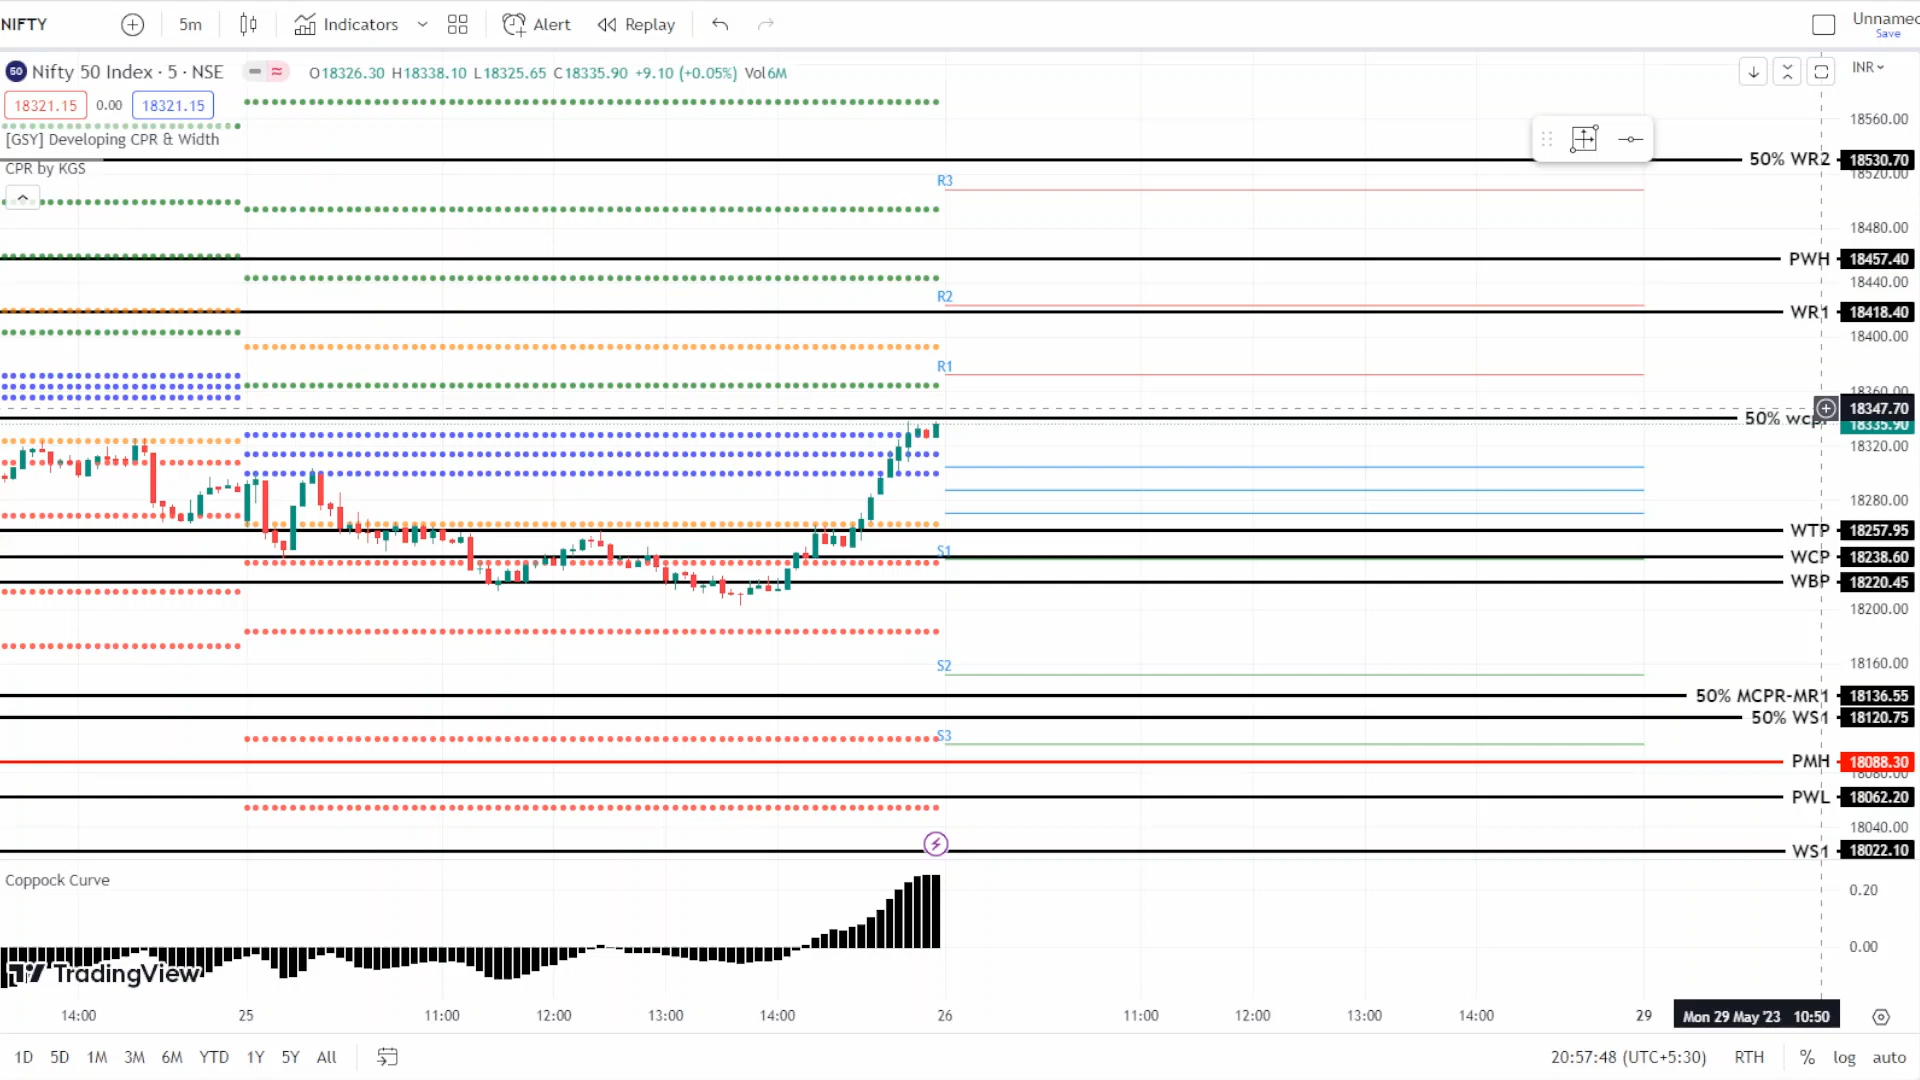 NIFTY
5m
Indicators
Alert
Replay
Unnamed
Save
50 Nifty 50 Index · 5 · NSE
O18326.30 H18338.10 L18325.65 C18335.90 +9.10 (+0.05%) Vol6M
INR
18321.15 0.00 18321.15
[GSY] Developing CPR & Width
CPR by KGS
18560.00
50% WR2 18530.70
18520.00
R3
18480.00
PWH 18457.40
18440.00
R2
WR1 18418.40
18400.00
R1
18360.00
18347.70
50% wcpr
18335.90
18320.00
18280.00
WTP 18257.95
S1
WCP 18238.60
WBP 18220.45
18200.00
S2
18160.00
50% MCPR-MR1 18136.55
50% WS1 18120.75
S3
PMH 18088.30
18080.00
PWL 18062.20
18040.00
WS1 18022.10
Coppock Curve
0.20
0.00
TradingView
14:00 25 11:00 12:00 13:00 14:00 26 11:00 12:00 13:00 14:00 29 Mon 29 May '23 10:50
1D 5D 1M 3M 6M YTD 1Y 5Y All
20:57:48 (UTC+5:30) RTH % log auto